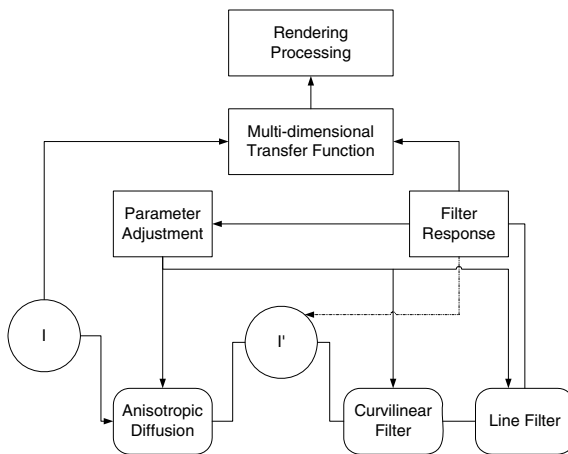 Rendering
Processing
Multi-dimensional
Transfer Function
Parameter
Adjustment
Filter
Response
I
I'
Anisotropic
Diffusion
Curvilinear
Filter
Line Filter